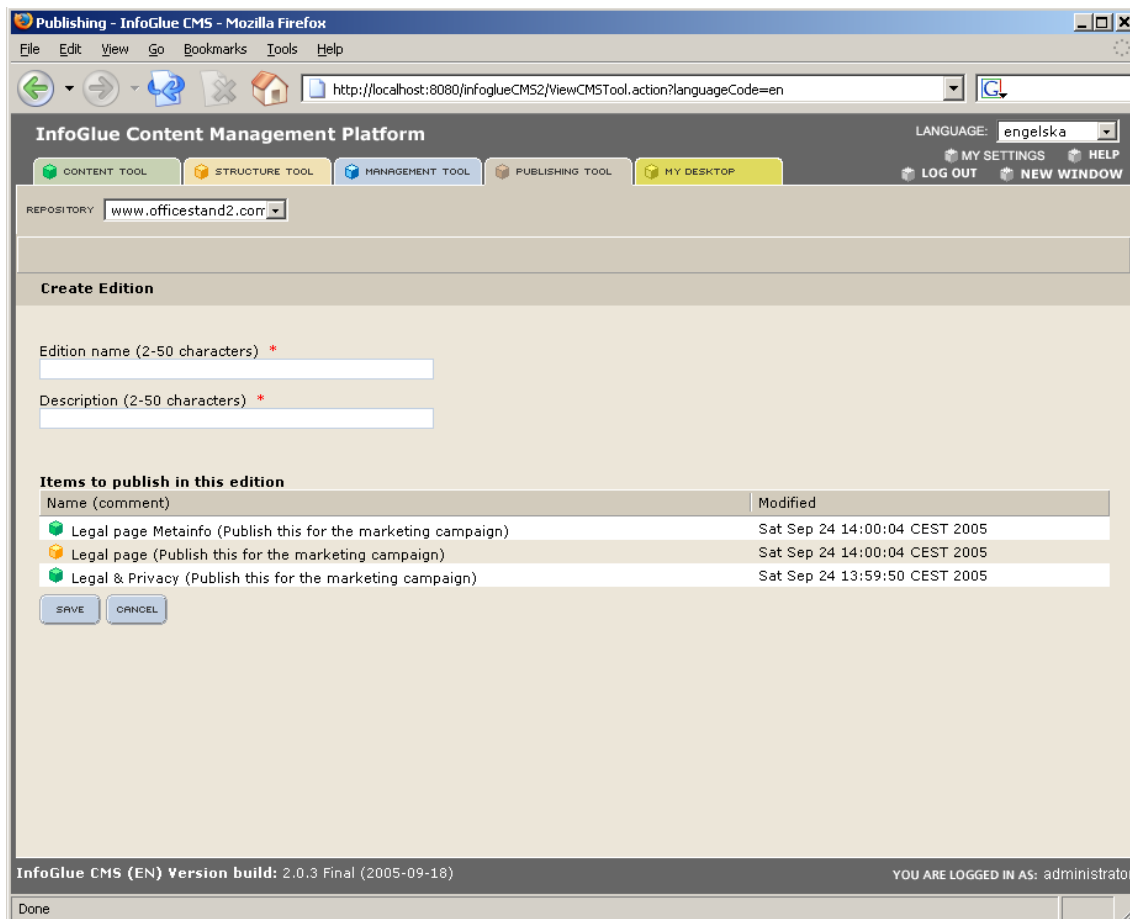 Publishing - InfoGlue CMS - Mozilla Firefox
File Edit View Go Bookmarks Tools Help
http://localhost:8080/infoglueCMS2/ViewCMSTool.action?languageCode=en
G
InfoGlue Content Management Platform
LANGUAGE: engelska
MY SETTINGS HELP
CONTENT TOOL STRUCTURE TOOL MANAGEMENT TOOL PUBLISHING TOOL MY DESKTOP
LOG OUT NEW WINDOW
REPOSITORY www.officestand2.com
Create Edition
Edition name (2-50 characters) *
Description (2-50 characters) *
Items to publish in this edition
Name (comment) Modified
Legal page Metainfo (Publish this for the marketing campaign) Sat Sep 24 14:00:04 CEST 2005
Legal page (Publish this for the marketing campaign) Sat Sep 24 14:00:04 CEST 2005
Legal & Privacy (Publish this for the marketing campaign) Sat Sep 24 13:59:50 CEST 2005
SAVE CANCEL
InfoGlue CMS (EN) Version build: 2.0.3 Final (2005-09-18)
YOU ARE LOGGED IN AS: administrator
Done